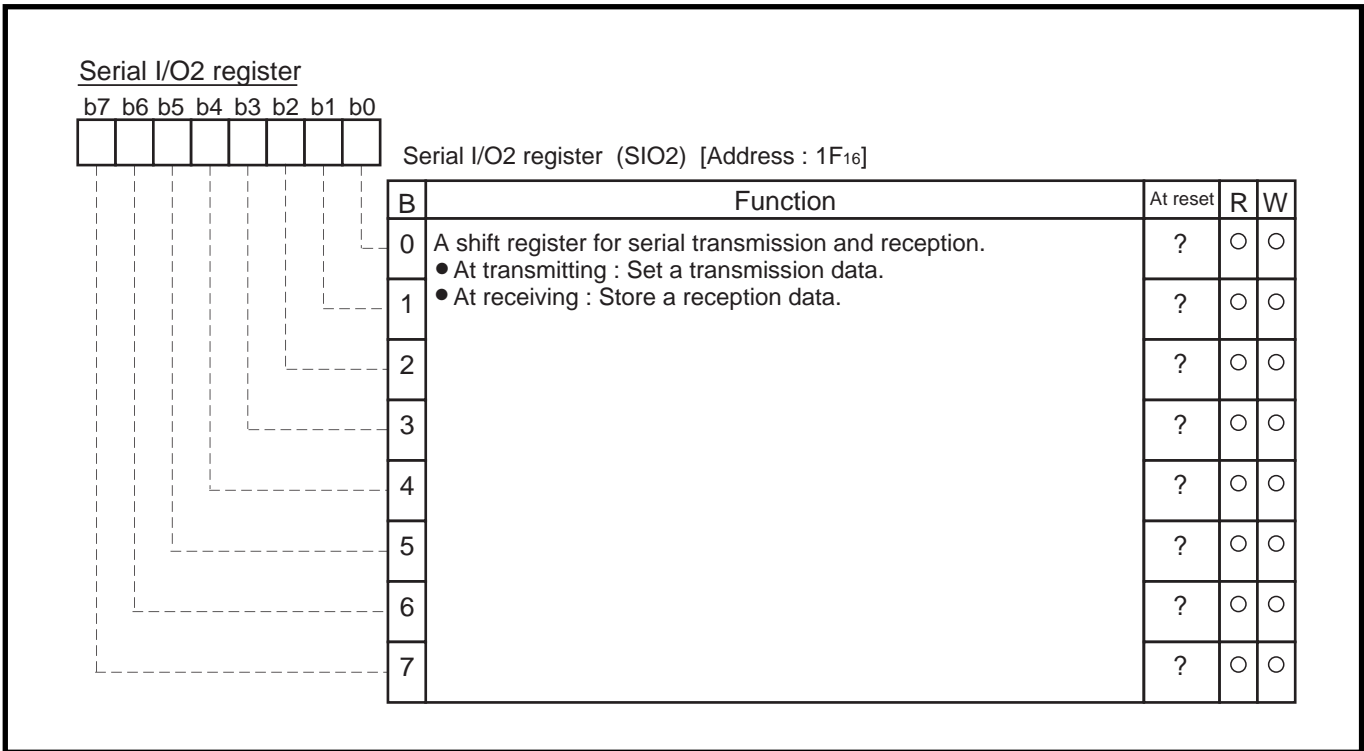 Serial I/O2 register
b7 b6 b5 b4 b3 b2 b1 b0
Serial I/O2 register (SIO2) [Address : 1F16]
B Function At reset R W
0 A shift register for serial transmission and reception. ? ○ ○
● At transmitting : Set a transmission data.
● At receiving : Store a reception data.
1 ? ○ ○
2 ? ○ ○
3 ? ○ ○
4 ? ○ ○
5 ? ○ ○
6 ? ○ ○
7 ? ○ ○